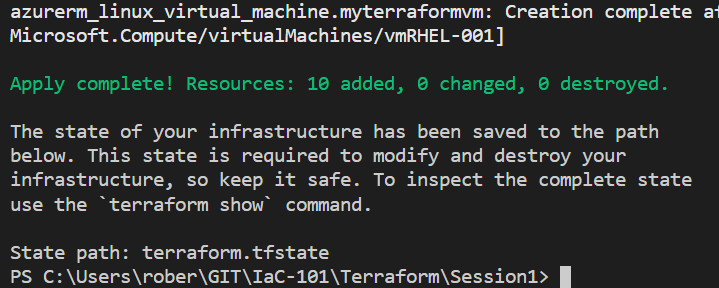 azurerm_linux_virtual_machine.myterraformvm: Creation complete af
Microsoft.Compute/virtualMachines/vmRHEL-001]
Apply complete! Resources: 10 added, 0 changed, 0 destroyed.
The state of your infrastructure has been saved to the path
below. This state is required to modify and destroy your
infrastructure, so keep it safe. To inspect the complete state
use the `terraform show` command.
State path: terraform.tfstate
PS C:\Users\rober\GIT\IaC-101\Terraform\Session1>